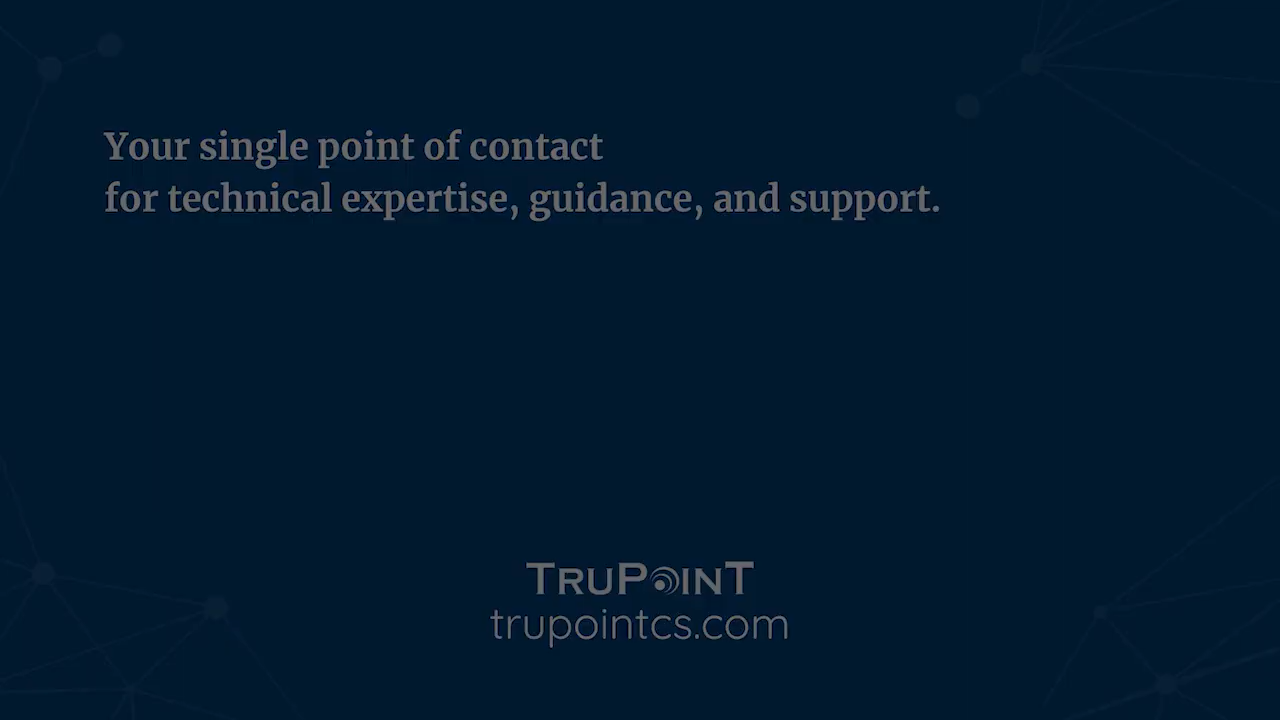 Your single point of contact
for technical expertise, guidance, and support.
TRUPOINT
trupointcs.com